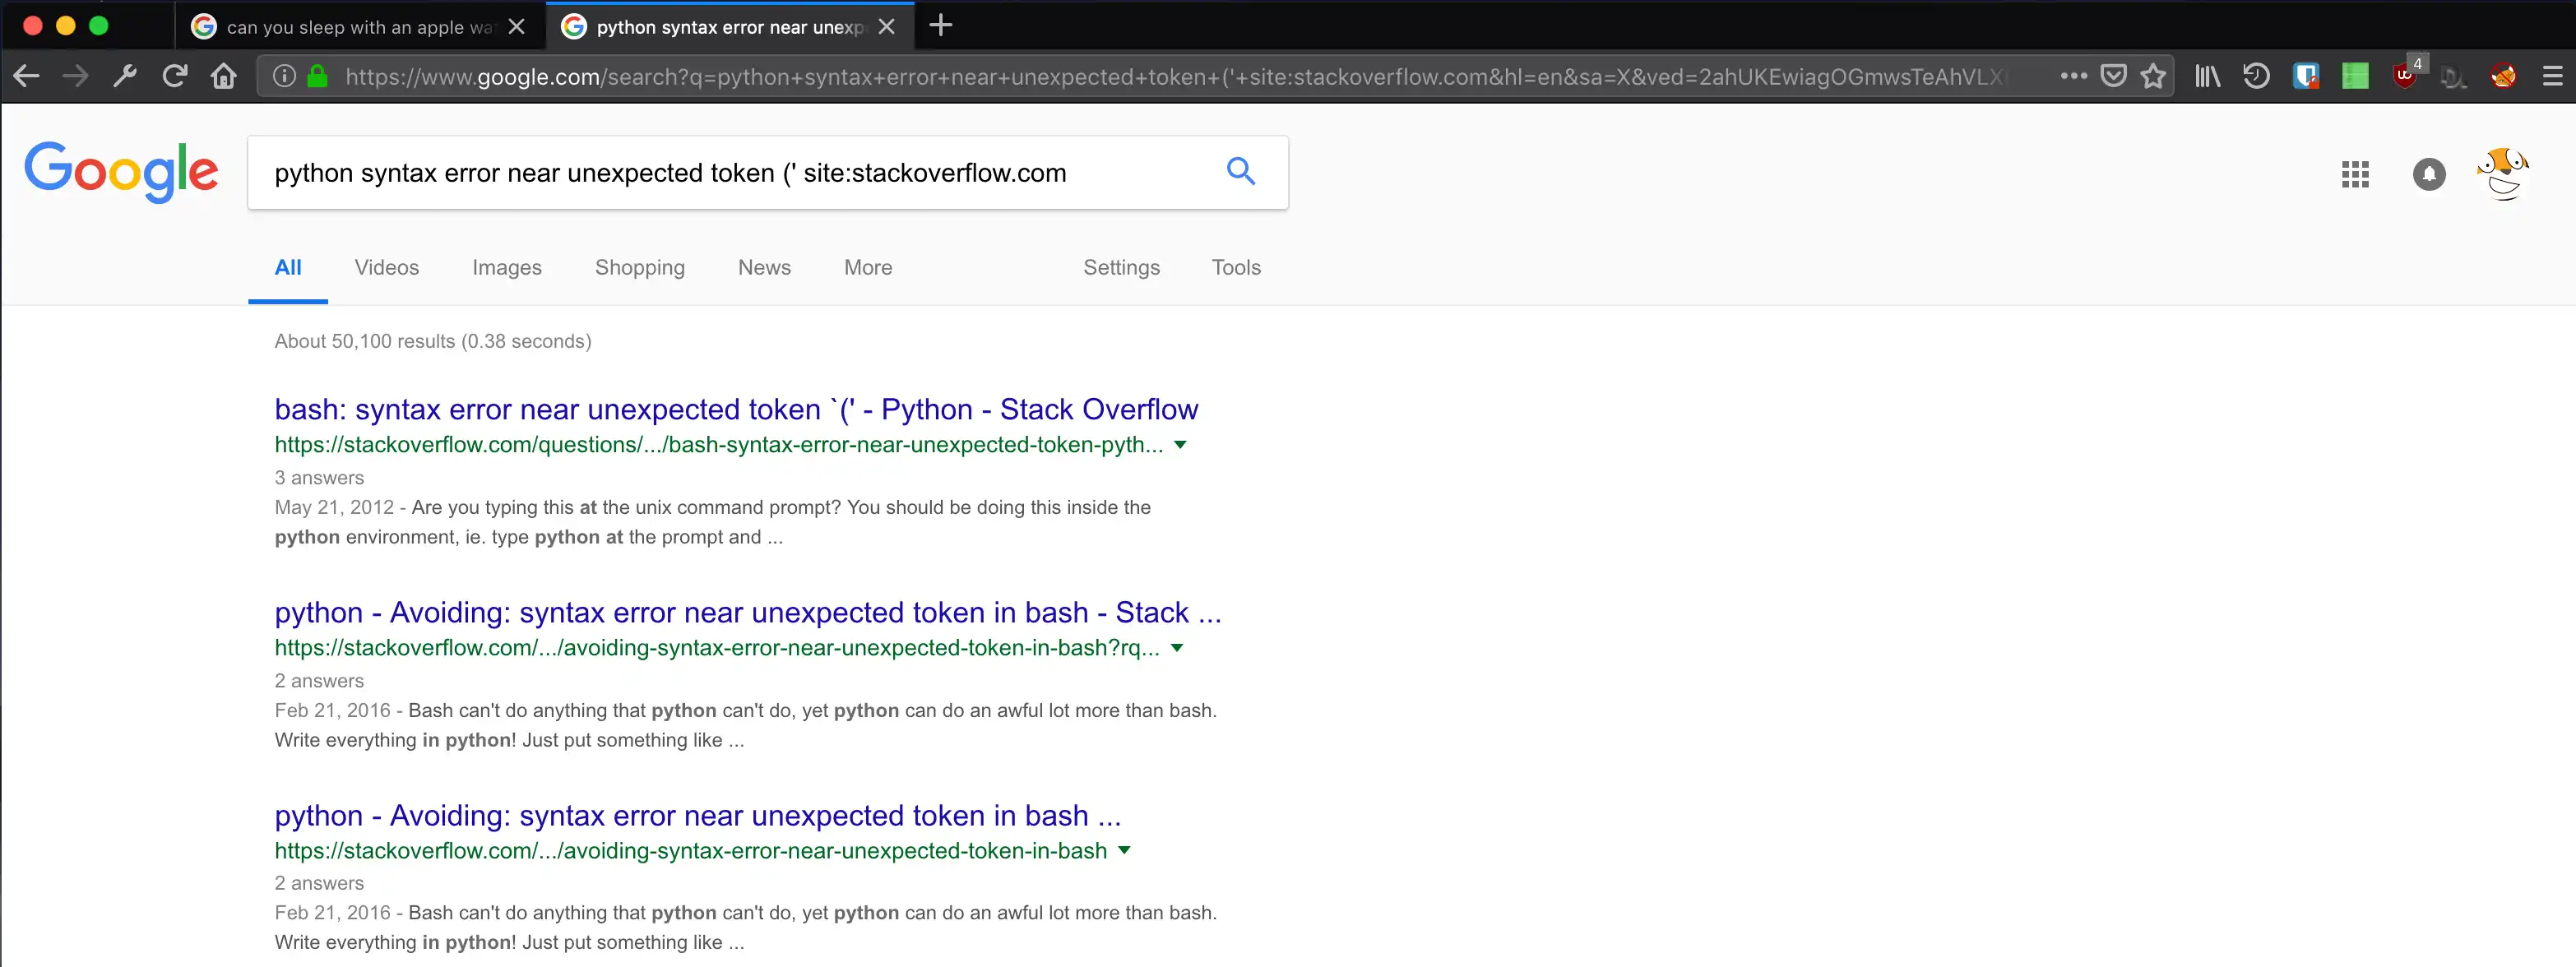 can you sleep with an apple wa
python syntax error near unexp
https://www.google.com/search?q=python+syntax+error+near+unexpected+token+('+site:stackoverflow.com&hl=en&sa=X&ved=2ahUKEwiagOGmwsTeAhVLX
4
Google
python syntax error near unexpected token (' site:stackoverflow.com
All Videos Images Shopping News More Settings Tools
About 50,100 results (0.38 seconds)
bash: syntax error near unexpected token `(' - Python - Stack Overflow
https://stackoverflow.com/questions/.../bash-syntax-error-near-unexpected-token-pyth...
3 answers
May 21, 2012 - Are you typing this at the unix command prompt? You should be doing this inside the
python environment, ie. type python at the prompt and ...
python - Avoiding: syntax error near unexpected token in bash - Stack ...
https://stackoverflow.com/.../avoiding-syntax-error-near-unexpected-token-in-bash?rq...
2 answers
Feb 21, 2016 - Bash can't do anything that python can't do, yet python can do an awful lot more than bash.
Write everything in python! Just put something like ...
python - Avoiding: syntax error near unexpected token in bash ...
https://stackoverflow.com/.../avoiding-syntax-error-near-unexpected-token-in-bash
2 answers
Feb 21, 2016 - Bash can't do anything that python can't do, yet python can do an awful lot more than bash.
Write everything in python! Just put something like ...